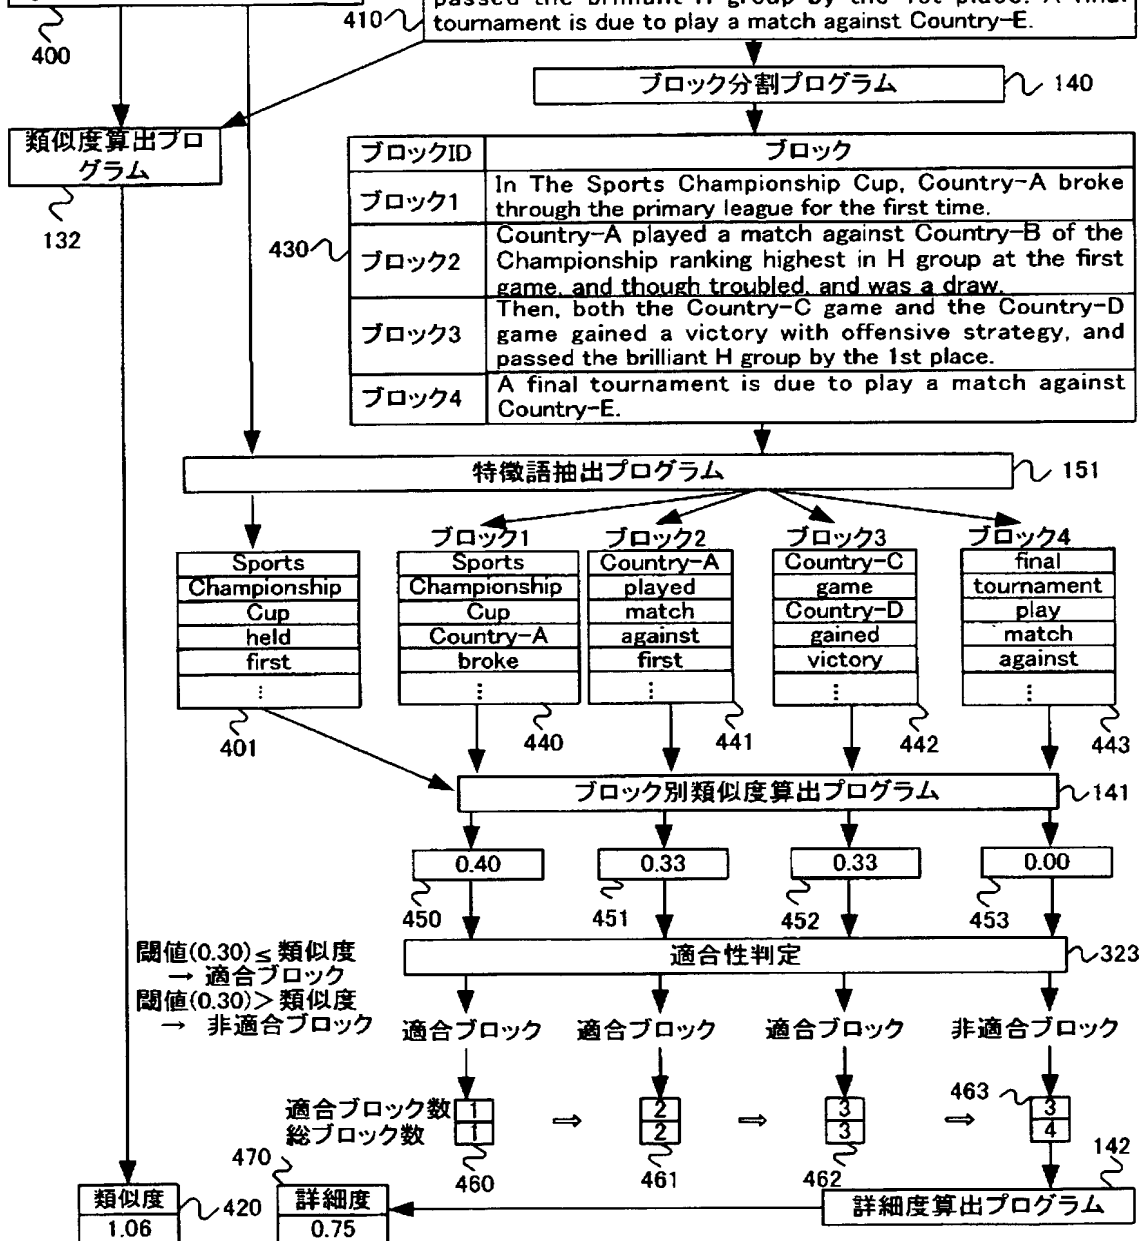 passed the brilliant H group by the 1st place. A final
410
tournament is due to play a match against Country-E.
400
ブロック分割プログラム
140
類似度算出プロ
グラム
132
ブロックID
ブロック
ブロック1
In The Sports Championship Cup, Country-A broke
through the primary league for the first time.
430
ブロック2
Country-A played a match against Country-B of the
Championship ranking highest in H group at the first
game, and though troubled, and was a draw.
ブロック3
Then, both the Country-C game and the Country-D
game gained a victory with offensive strategy, and
passed the brilliant H group by the 1st place.
ブロック4
A final tournament is due to play a match against
Country-E.
特徴語抽出プログラム
151
Sports
Championship
Cup
held
first
⋮
401
ブロック1
Sports
Championship
Cup
Country-A
broke
⋮
440
ブロック2
Country-A
played
match
against
first
⋮
441
ブロック3
Country-C
game
Country-D
gained
victory
⋮
442
ブロック4
final
tournament
play
match
against
⋮
443
ブロック別類似度算出プログラム
141
0.40
0.33
0.33
0.00
450
451
452
453
適合性判定
323
閾値(0.30)≤ 類似度
→ 適合ブロック
閾値(0.30)> 類似度
→ 非適合ブロック
適合ブロック
適合ブロック
適合ブロック
非適合ブロック
適合ブロック数
1
⇒
2
⇒
3
⇒
3
463
総ブロック数
1
2
3
4
460
461
462
142
詳細度算出プログラム
470
詳細度
0.75
類似度
1.06
420